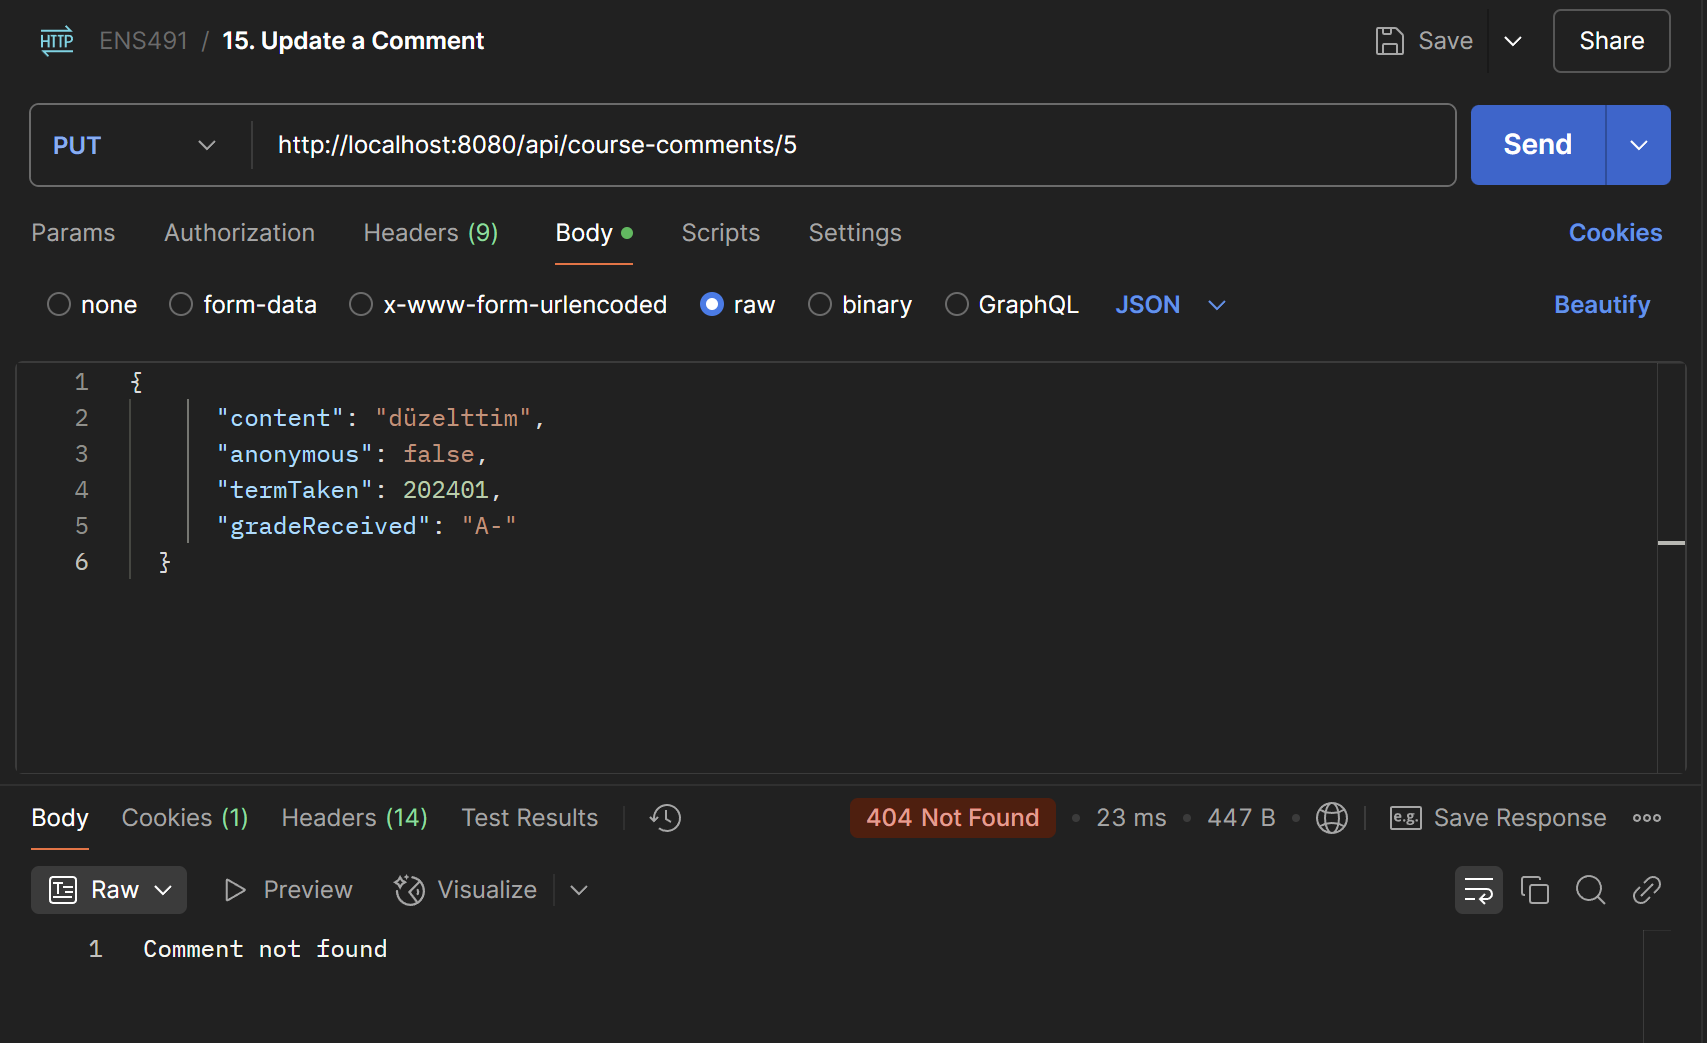 HTTP ENS491 / 15. Update a Comment Save Share
PUT http://localhost:8080/api/course-comments/5 Send
Params Authorization Headers (9) Body Scripts Settings Cookies
none form-data x-www-form-urlencoded raw binary GraphQL JSON Beautify
1 {
2 "content": "düzelttim",
3 "anonymous": false,
4 "termTaken": 202401,
5 "gradeReceived": "A-"
6 }
Body Cookies (1) Headers (14) Test Results 404 Not Found • 23 ms • 447 B • e.g. Save Response
Raw Preview Visualize
1 Comment not found